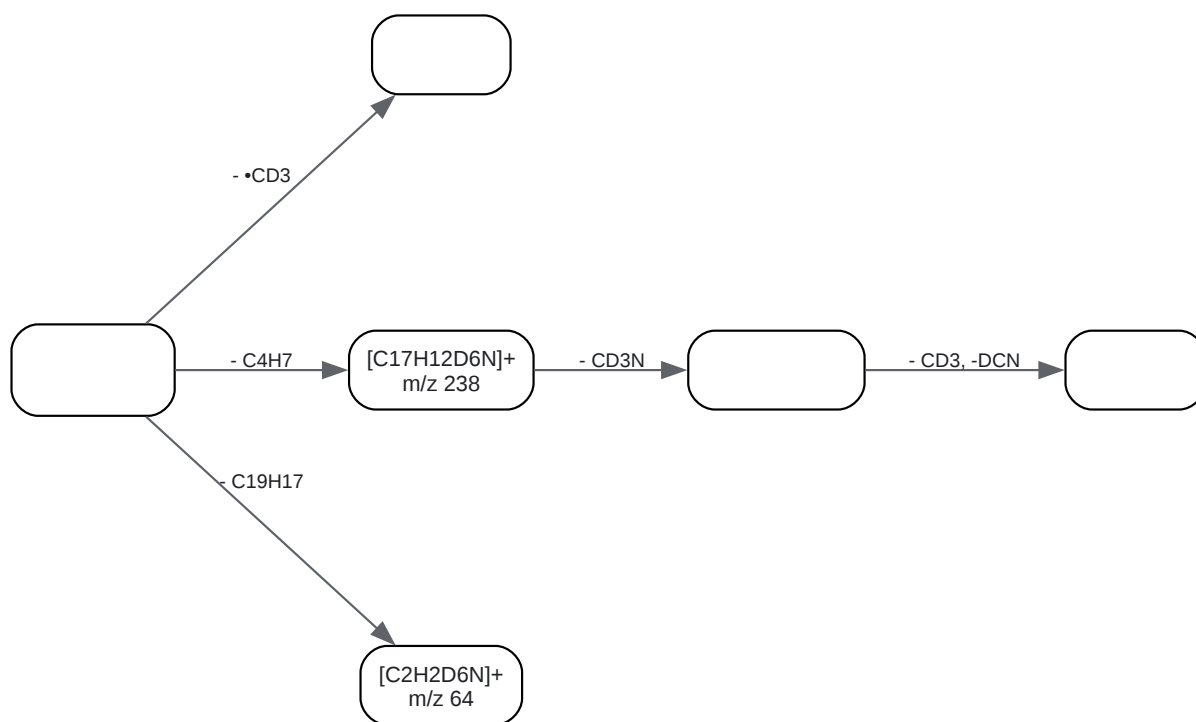 - •CD3
- C4H7
[C17H12D6N]+
m/z 238
- CD3N
- CD3, -DCN
- C19H17
[C2H2D6N]+
m/z 64